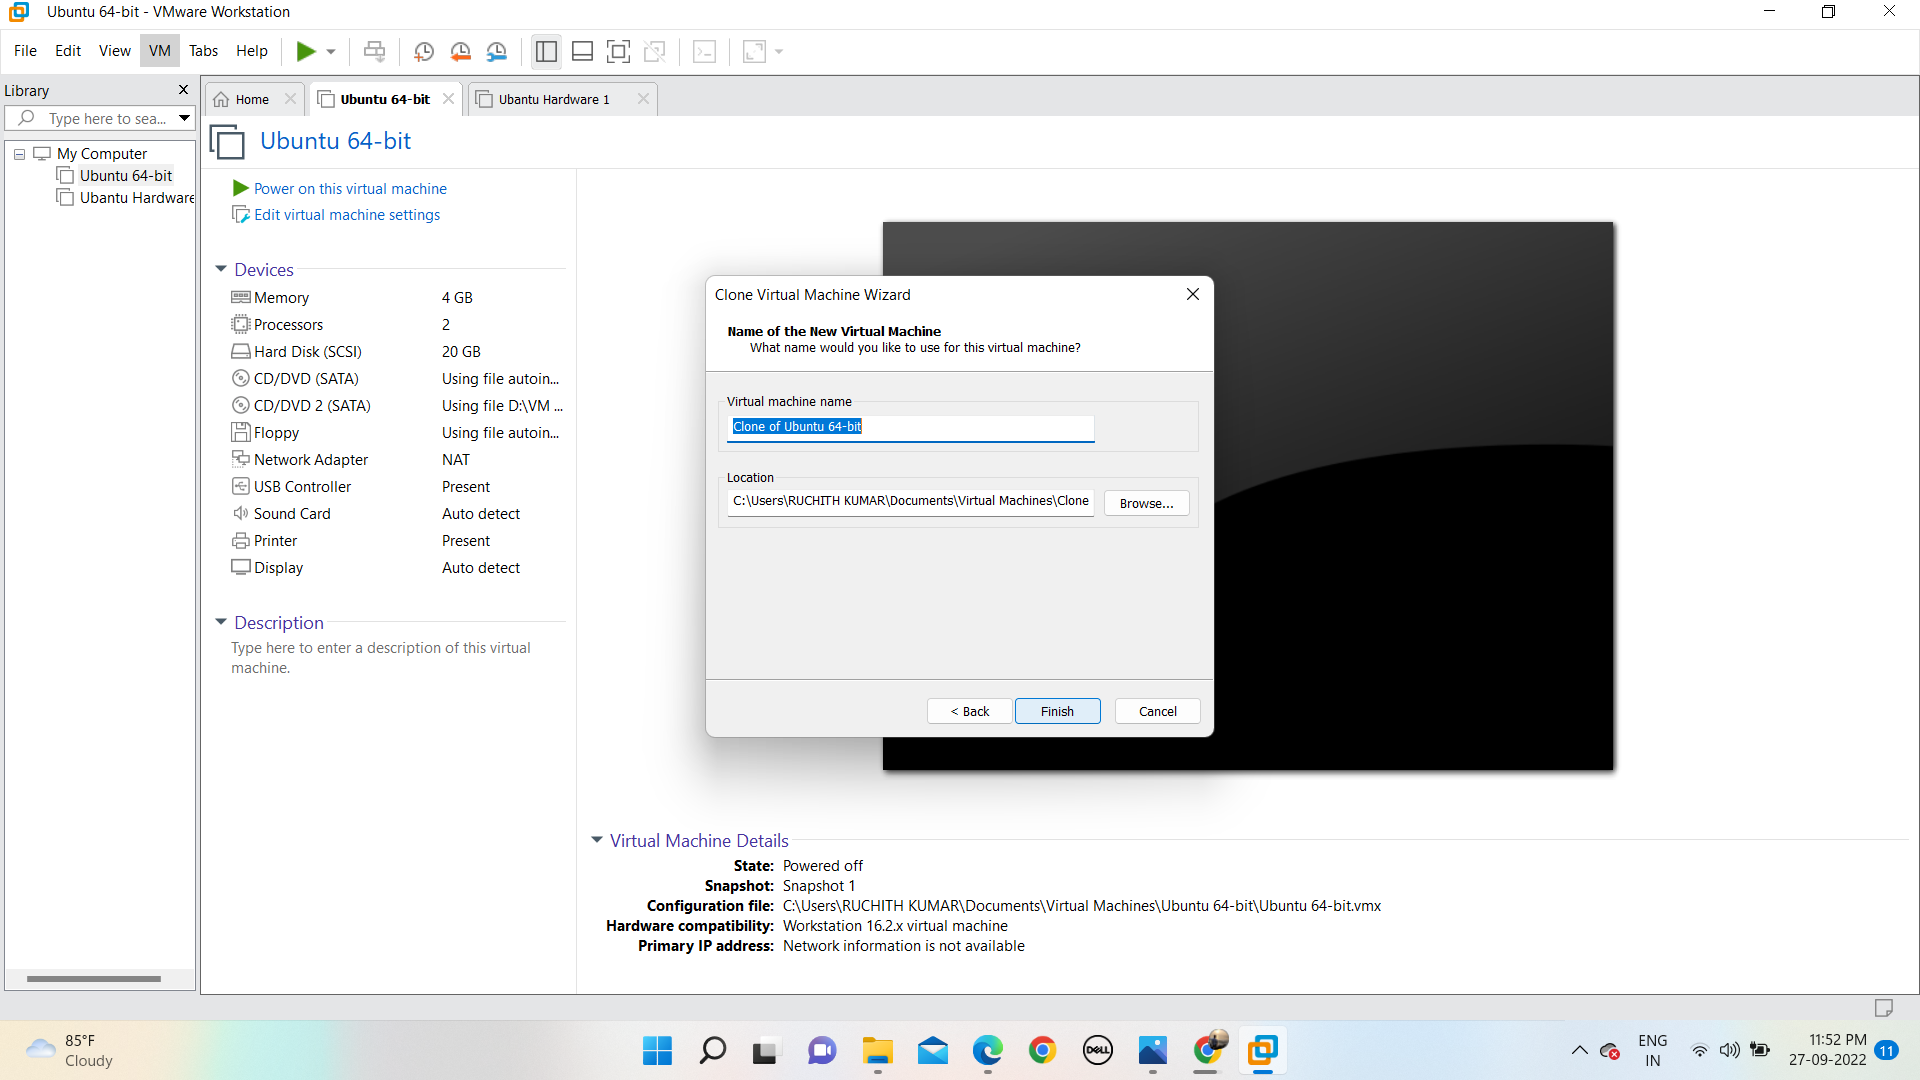 Ubuntu 64-bit - VMware Workstation
File Edit View VM Tabs Help
Library
Type here to sea...
My Computer
Ubuntu 64-bit
Ubantu Hardware
Home
Ubuntu 64-bit
Ubantu Hardware 1
Ubuntu 64-bit
Power on this virtual machine
Edit virtual machine settings
Devices
Memory 4 GB
Processors 2
Hard Disk (SCSI) 20 GB
CD/DVD (SATA) Using file autoin...
CD/DVD 2 (SATA) Using file D:\VM ...
Floppy Using file autoin...
Network Adapter NAT
USB Controller Present
Sound Card Auto detect
Printer Present
Display Auto detect
Description
Type here to enter a description of this virtual
machine.
Clone Virtual Machine Wizard
Name of the New Virtual Machine
What name would you like to use for this virtual machine?
Virtual machine name
Clone of Ubuntu 64-bit
Location
C:\Users\RUCHITH KUMAR\Documents\Virtual Machines\Clone
Browse...
< Back Finish Cancel
Virtual Machine Details
State: Powered off
Snapshot: Snapshot 1
Configuration file: C:\Users\RUCHITH KUMAR\Documents\Virtual Machines\Ubuntu 64-bit\Ubuntu 64-bit.vmx
Hardware compatibility: Workstation 16.2.x virtual machine
Primary IP address: Network information is not available
85°F
Cloudy
DELL
ENG
IN
11:52 PM
27-09-2022
11